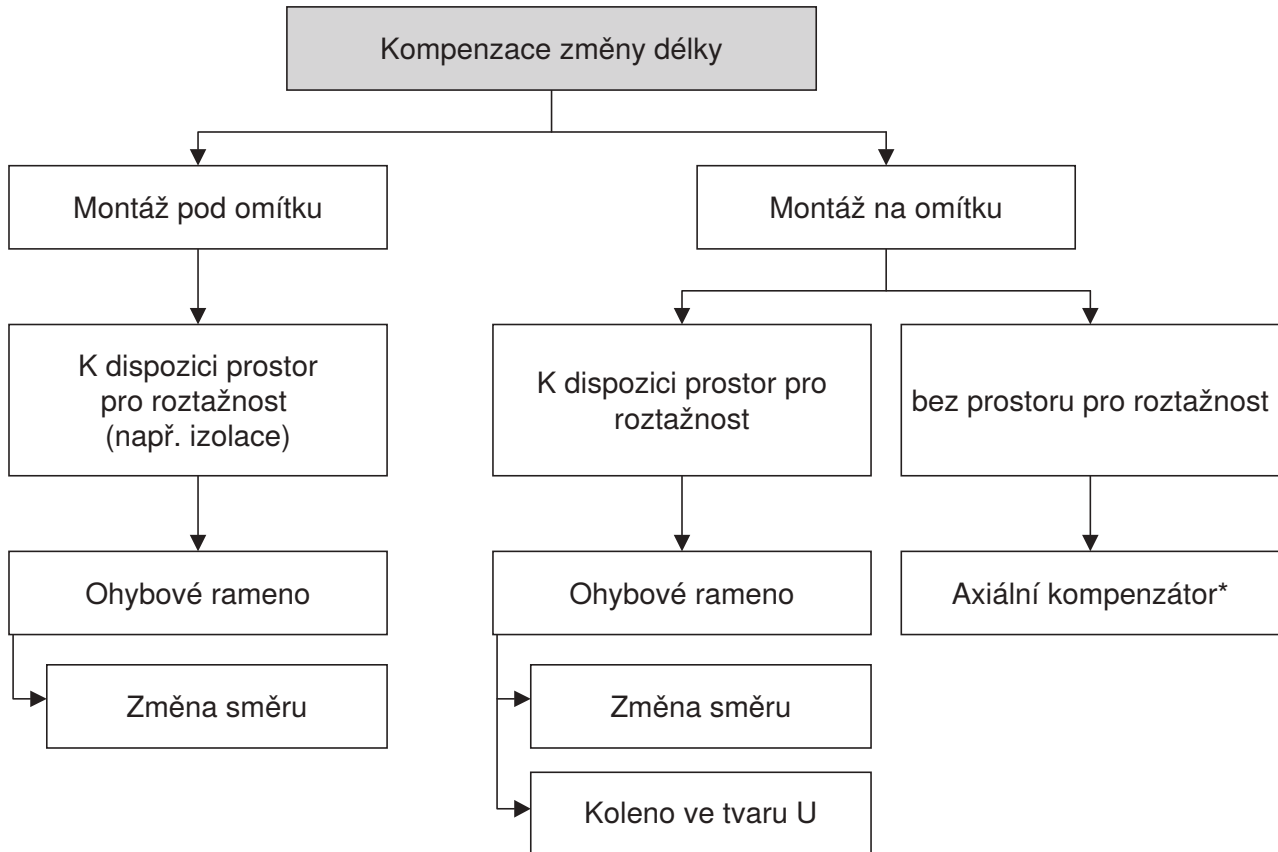 Kompenzace změny délky
Montáž pod omítku
Montáž na omítku
K dispozici prostor
pro roztažnost
(např. izolace)
K dispozici prostor pro
roztažnost
bez prostoru pro roztažnost
Ohybové rameno
Ohybové rameno
Axiální kompenzátor*
Změna směru
Změna směru
Koleno ve tvaru U